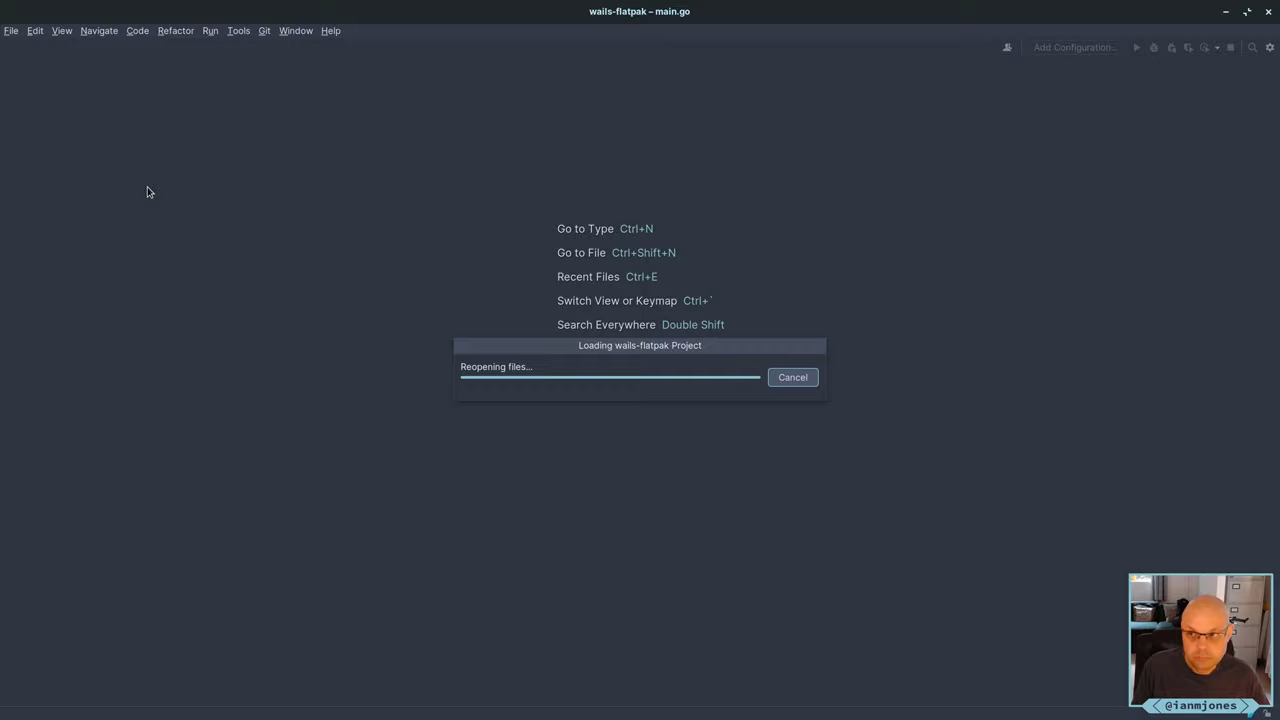 wails-flatpak – main.go
File Edit View Navigate Code Refactor Run Tools Git Window Help
Add Configuration...
Go to Type Ctrl+N
Go to File Ctrl+Shift+N
Recent Files Ctrl+E
Switch View or Keymap Ctrl+`
Search Everywhere Double Shift
Loading wails-flatpak Project
Reopening files...
Cancel
@ianmjones